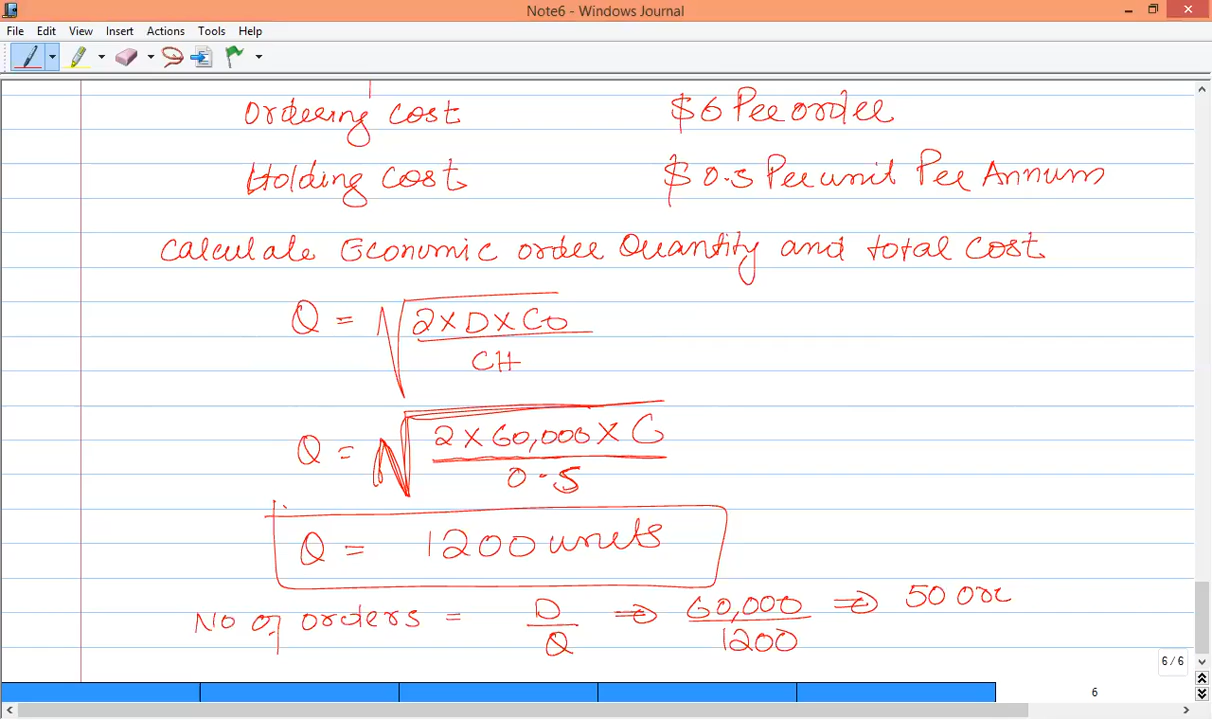 Note6 - Windows Journal
File Edit View Insert Actions Tools Help
Ordering cost $6 Per order
Holding cost $0.5 Per unit Per Annum
Calculate Economic order Quantity and total cost
Q = √ 2 x D x CO
CH
Q = √ 2 x 60,000 x 6
0.5
Q = 1200 units
No of orders = D ⇒ 60,000 ⇒ 50 ord
Q 1200
6 / 6
6